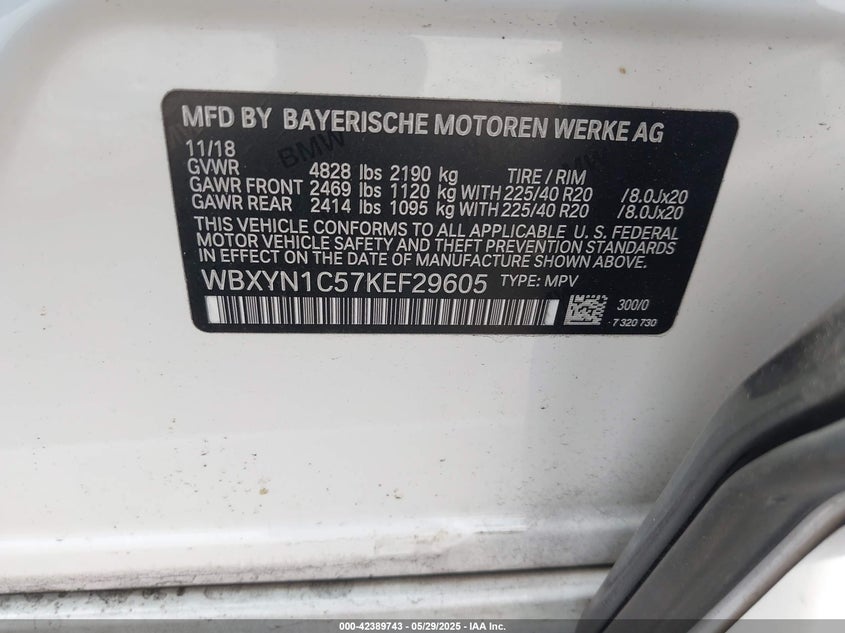 MFD BY BAYERISCHE MOTOREN WERKE AG
11/18
GVWR 4828 lbs 2190 kg TIRE / RIM
GAWR FRONT 2469 lbs 1120 kg WITH 225/40 R20 /8.0Jx20
GAWR REAR 2414 lbs 1095 kg WITH 225/40 R20 /8.0Jx20
THIS VEHICLE CONFORMS TO ALL APPLICABLE U. S. FEDERAL
MOTOR VEHICLE SAFETY AND THEFT PREVENTION STANDARDS
IN EFFECT ON THE DATE OF MANUFACTURE SHOWN ABOVE.
WBXYN1C57KEF29605 TYPE: MPV
300/0
7 320 730
BMW
000-42389743 / 05/29/2025 - IAA Inc.